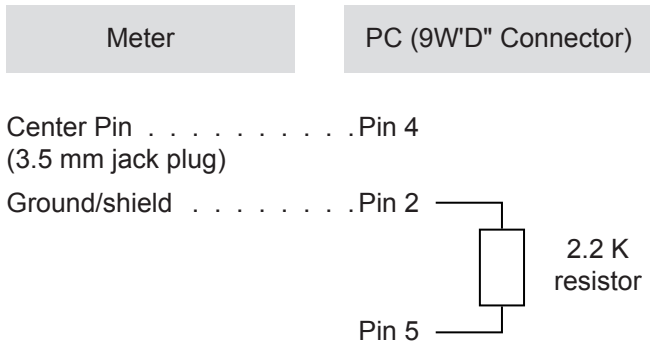 Meter PC (9W'D" Connector)
Center Pin . . . . . . . . . . Pin 4
(3.5 mm jack plug)
Ground/shield . . . . . . . . Pin 2
2.2 K
resistor
Pin 5